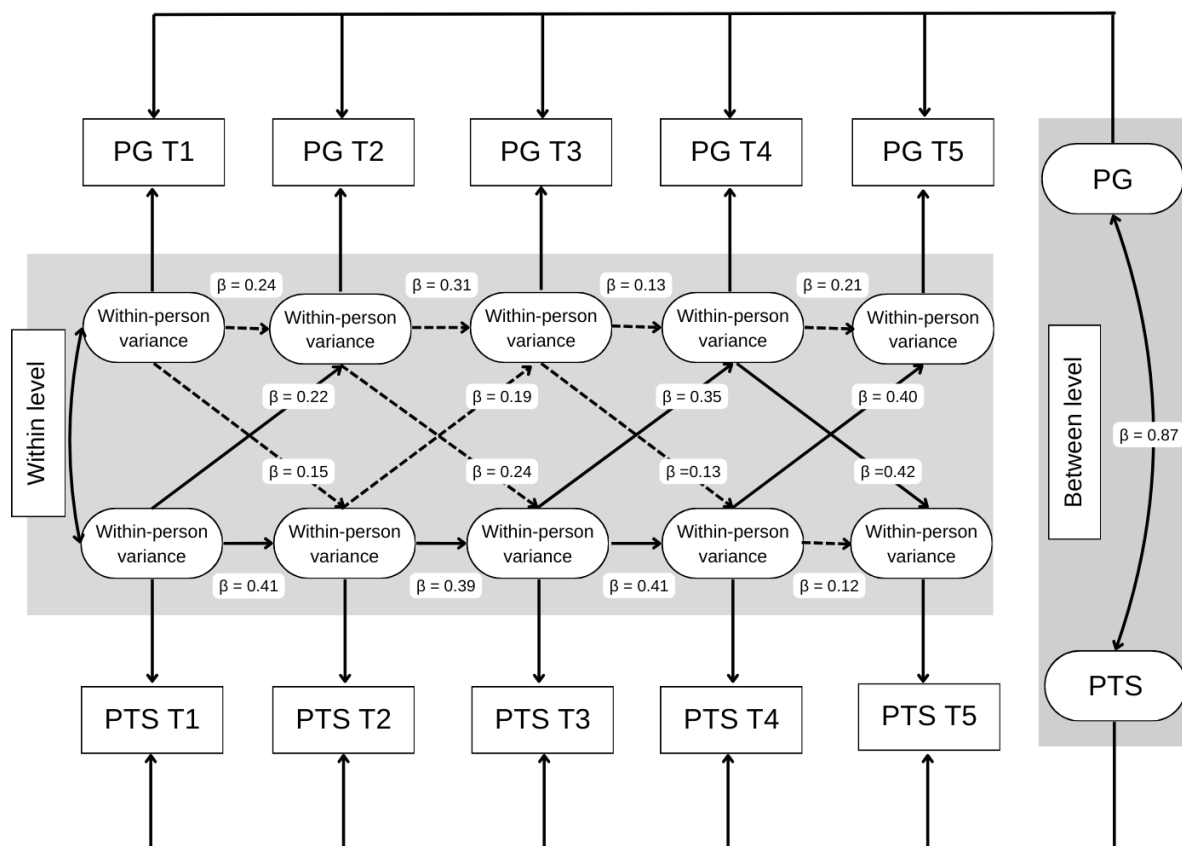 PG T1
PG T2
PG T3
PG T4
PG T5
PG
β = 0.24
β = 0.31
β = 0.13
β = 0.21
Within-person
variance
Within-person
variance
Within-person
variance
Within-person
variance
Within-person
variance
Within level
Between level
β = 0.22
β = 0.19
β = 0.35
β = 0.40
β = 0.87
β = 0.15
β = 0.24
β =0.13
β =0.42
Within-person
variance
Within-person
variance
Within-person
variance
Within-person
variance
Within-person
variance
β = 0.41
β = 0.39
β = 0.41
β = 0.12
PTS T1
PTS T2
PTS T3
PTS T4
PTS T5
PTS